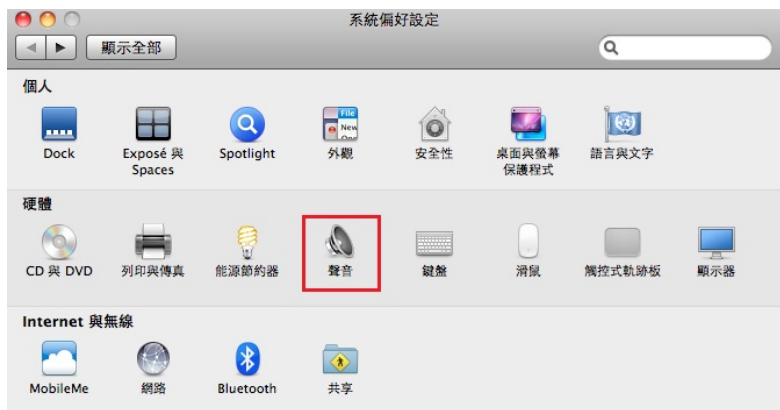 系統偏好設定
顯示全部
個人
Dock
Exposé 與
Spaces
Spotlight
File
New
外觀
安全性
桌面與螢幕
保護程式
語言與文字
硬體
CD 與 DVD
列印與傳真
能源節約器
聲音
鍵盤
滑鼠
觸控式軌跡板
顯示器
Internet 與無線
MobileMe
網路
Bluetooth
共享